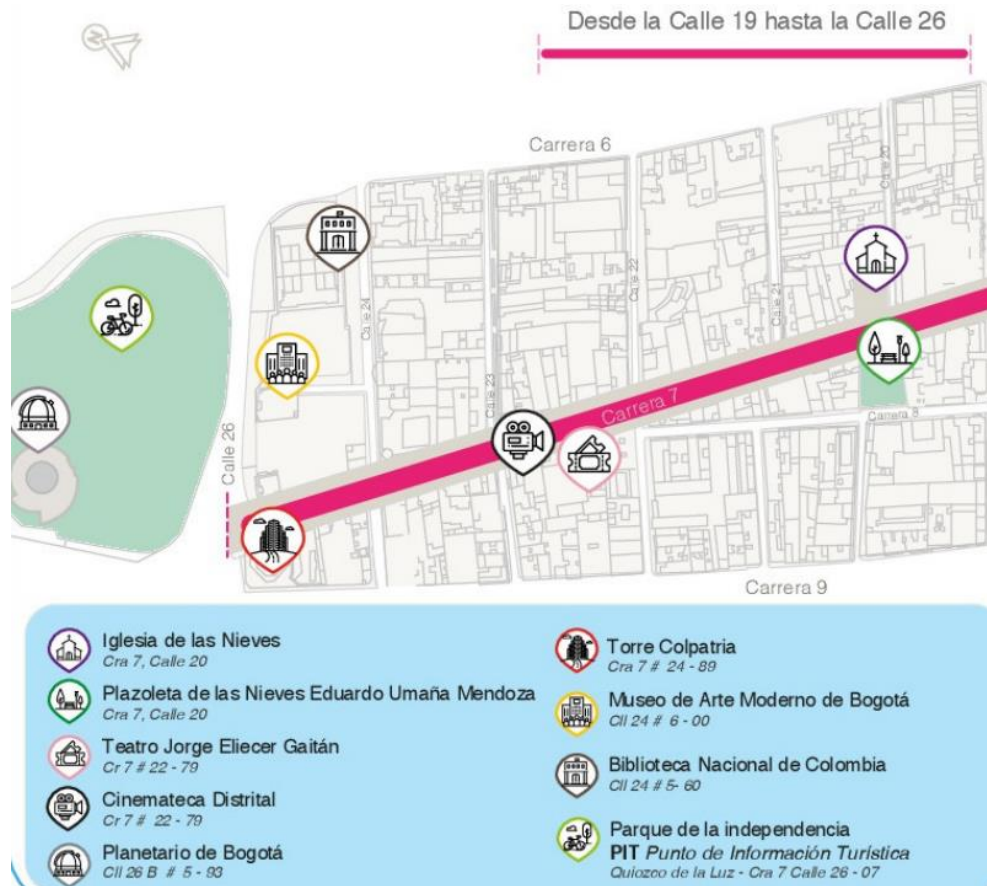 Desde la Calle 19 hasta la Calle 26
N
Carrera 6
Calle 20
Calle 24
Calle 22
Calle 21
Calle 23
Carrera 7
Carrera 8
Calle 26
Carrera 9
Iglesia de las Nieves
Cra 7, Calle 20
Plazoleta de las Nieves Eduardo Umaña Mendoza
Cra 7, Calle 20
Teatro Jorge Eliecer Gaitán
Cr 7 # 22 - 79
Cinemateca Distrital
Cr 7 # 22 - 79
Planetario de Bogotá
Cll 26 B # 5 - 93
Torre Colpatria
Cra 7 # 24 - 89
Museo de Arte Moderno de Bogotá
Cll 24 # 6 - 00
Biblioteca Nacional de Colombia
Cll 24 # 5- 60
Parque de la independencia
PIT Punto de Información Turística
Quiozco de la Luz - Cra 7 Calle 26 - 07